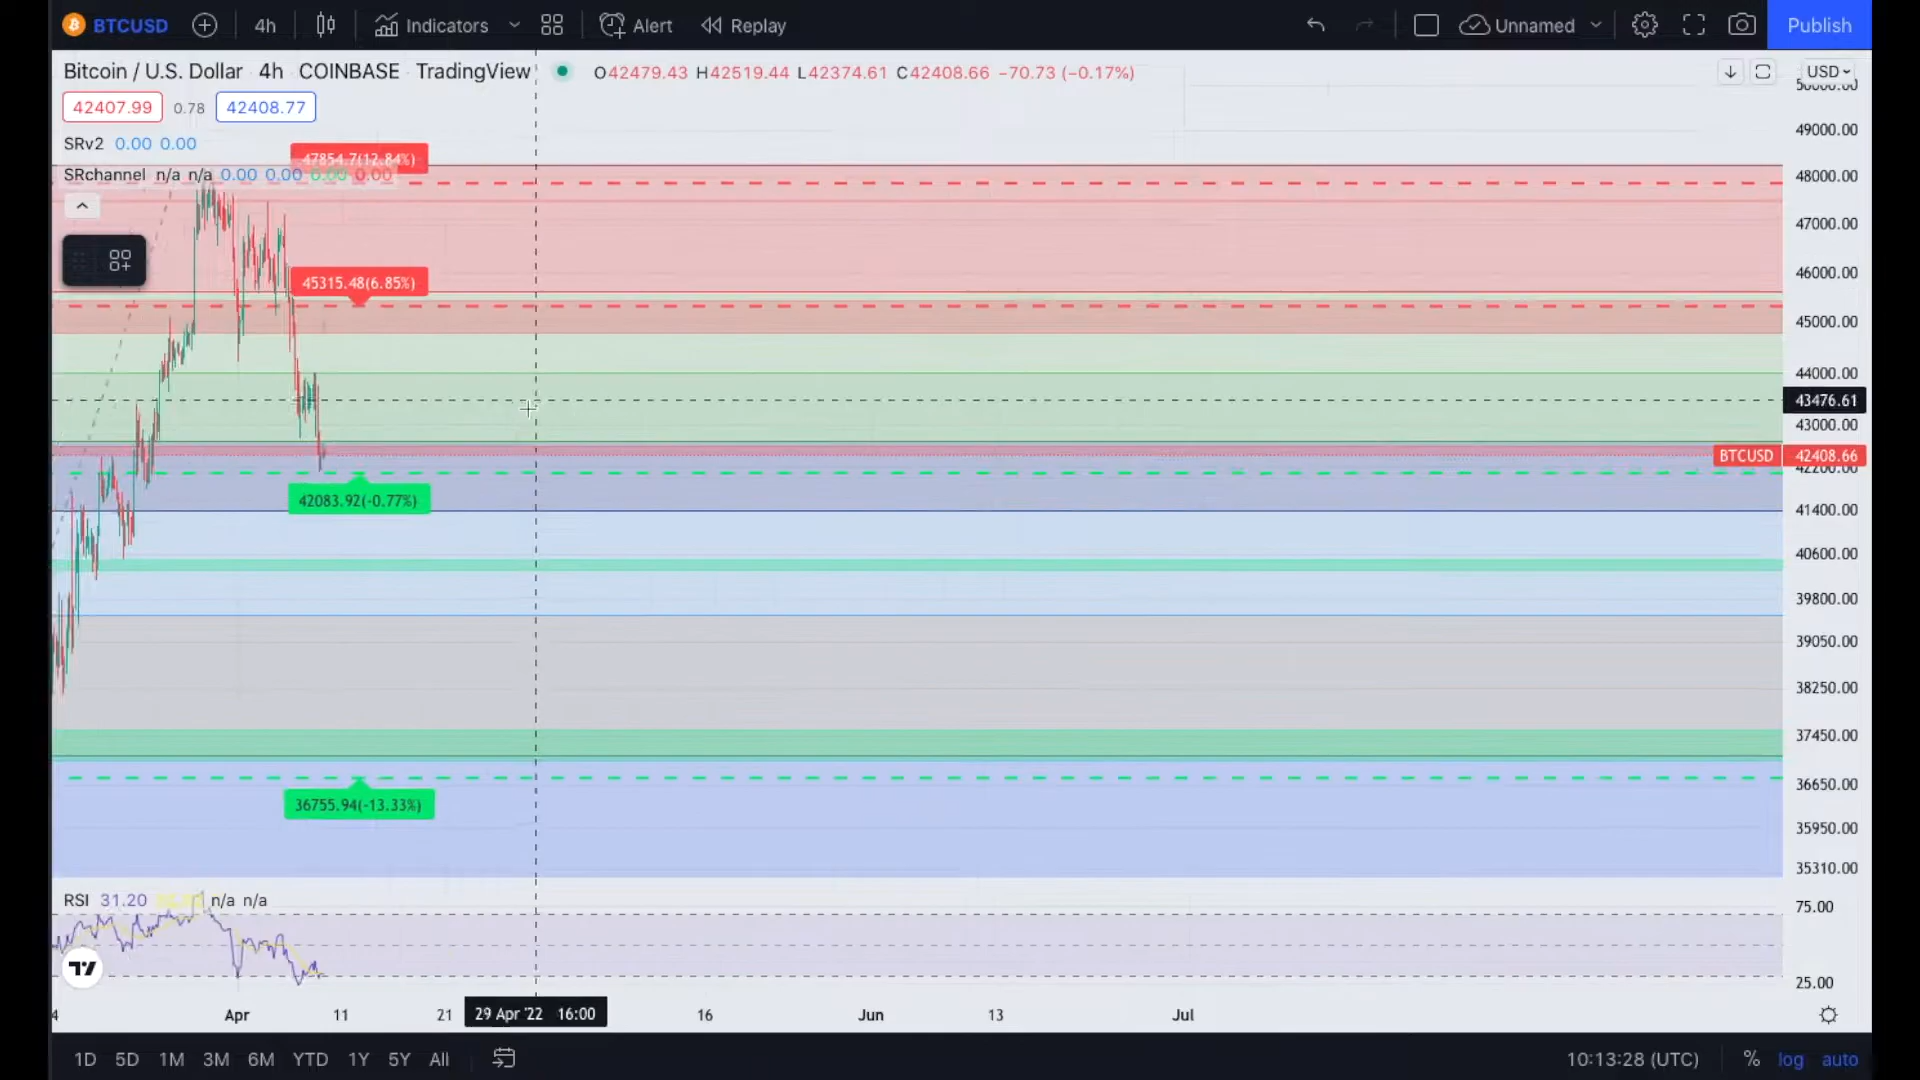 BTCUSD 4h Indicators Alert Replay Unnamed Publish
Bitcoin / U.S. Dollar 4h COINBASE TradingView O42479.43 H42519.44 L42374.61 C42408.66 −70.73 (−0.17%)
USD
42407.99 0.78 42408.77
SRv2 0.00 0.00
SRchannel n/a n/a 0.00 0.00 0.00 0.00
47854.7(12.84%)
45315.48(6.85%)
42083.92(-0.77%)
36755.94(-13.33%)
50000.00
49000.00
48000.00
47000.00
46000.00
45000.00
44000.00
43476.61
43000.00
BTCUSD 42408.66
42200.00
41400.00
40600.00
39800.00
39050.00
38250.00
37450.00
36650.00
35950.00
35310.00
RSI 31.20 n/a n/a
75.00
25.00
4 Apr 11 21 29 Apr '22 16:00 16 Jun 13 Jul
1D 5D 1M 3M 6M YTD 1Y 5Y All 10:13:28 (UTC) % log auto